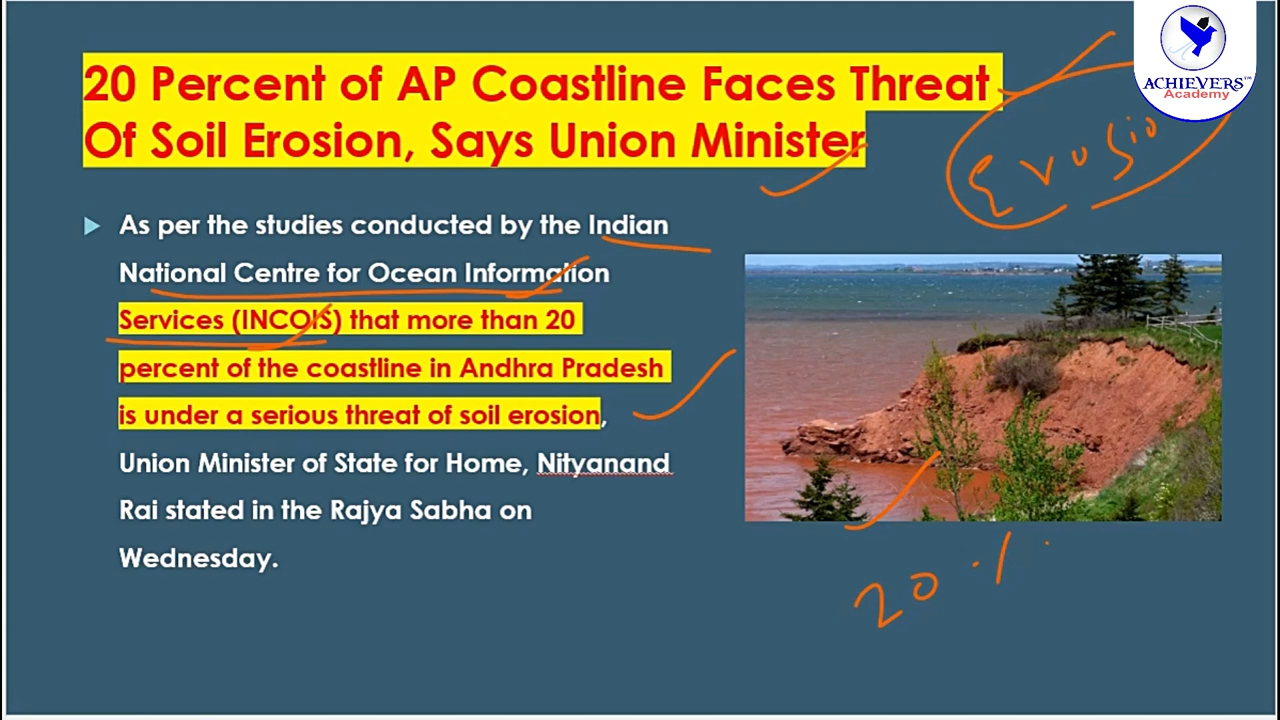 20 Percent of AP Coastline Faces Threat
Of Soil Erosion, Says Union Minister
ACHIEVERS™
Academy
Erosio
As per the studies conducted by the Indian
National Centre for Ocean Information
Services (INCOIS) that more than 20
percent of the coastline in Andhra Pradesh
is under a serious threat of soil erosion,
Union Minister of State for Home, Nityanand
Rai stated in the Rajya Sabha on
Wednesday.
20 %